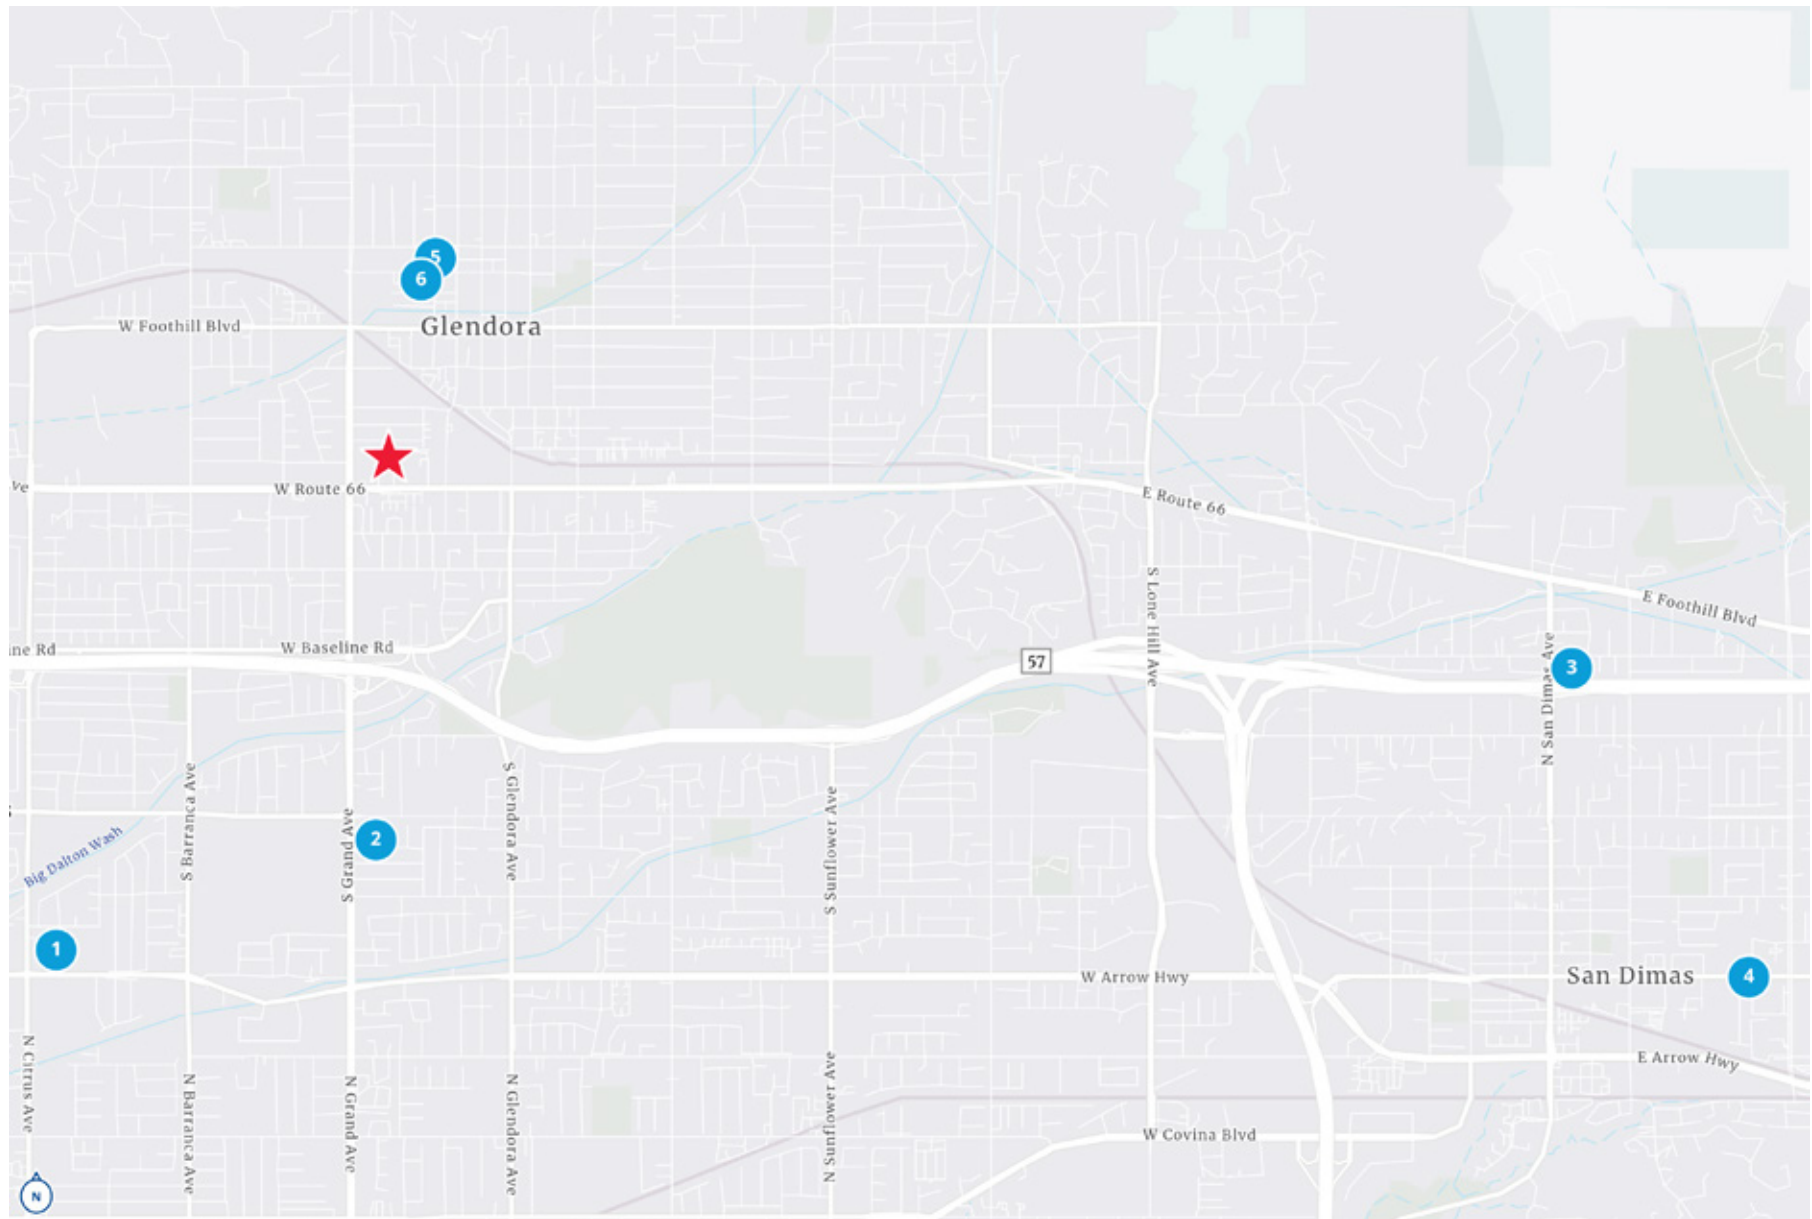 5
6
W Foothill Blvd
Glendora
ve
W Route 66
E Route 66
S Lone Hill Ave
E Foothill Blvd
ne Rd
W Baseline Rd
57
N San Dimas Ave
3
S Barranca Ave
S Grand Ave
2
S Glendora Ave
S Sunflower Ave
Big Dalton Wash
1
W Arrow Hwy
San Dimas
4
N Citrus Ave
N Barranca Ave
N Grand Ave
N Glendora Ave
N Sunflower Ave
E Arrow Hwy
W Covina Blvd
N